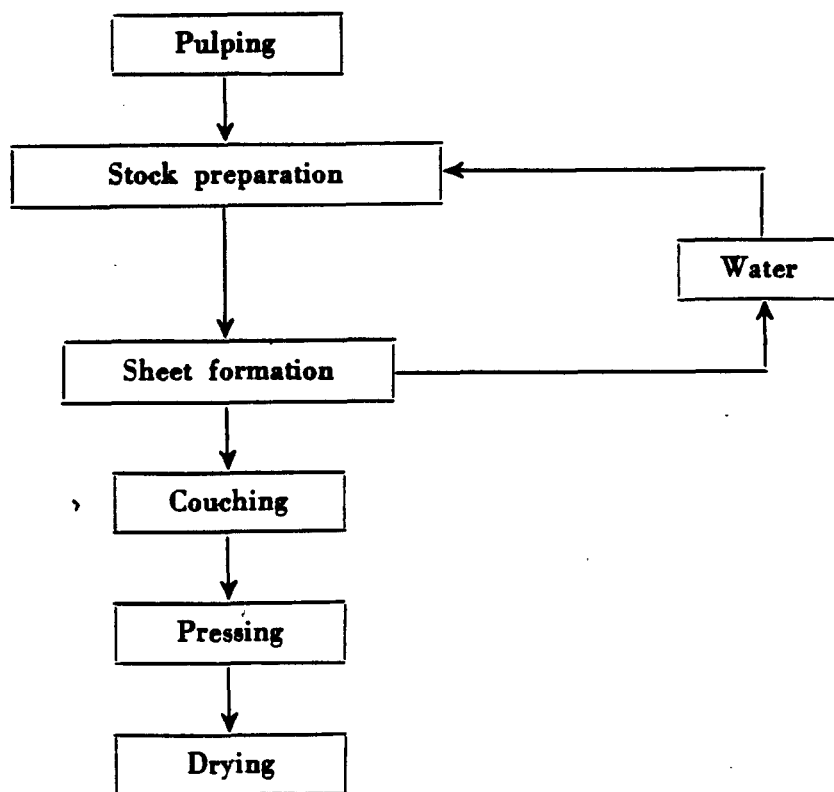 Pulping
Stock preparation
Water
Sheet formation
Couching
Pressing
Drying